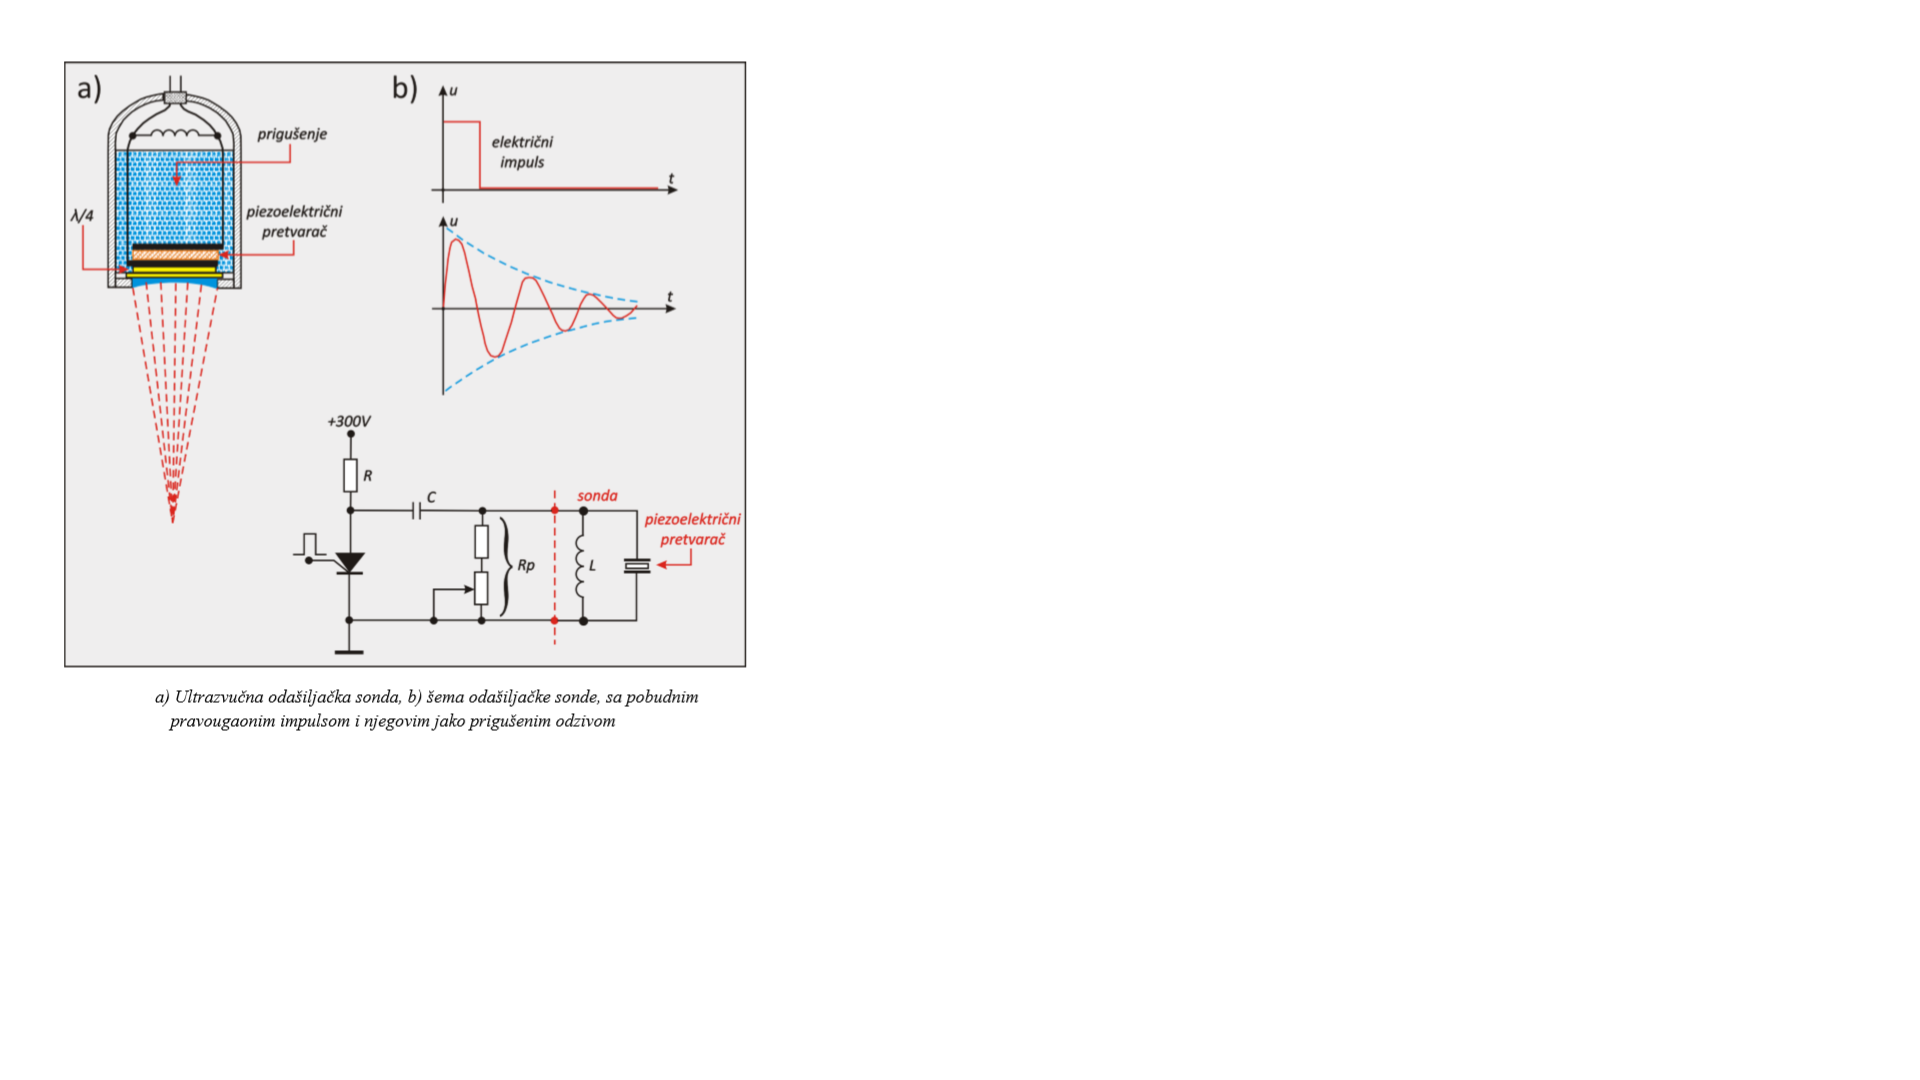 a)
prigušenje
λ/4
piezoelektrični
pretvarač
b)
u
električni
impuls
t
u
t
+300V
R
C
sonda
piezoelektrični
pretvarač
Rp
L
a) Ultrazvučna odašiljačka sonda, b) šema odašiljačke sonde, sa pobudnim
pravougaonim impulsom i njegovim jako prigušenim odzivom